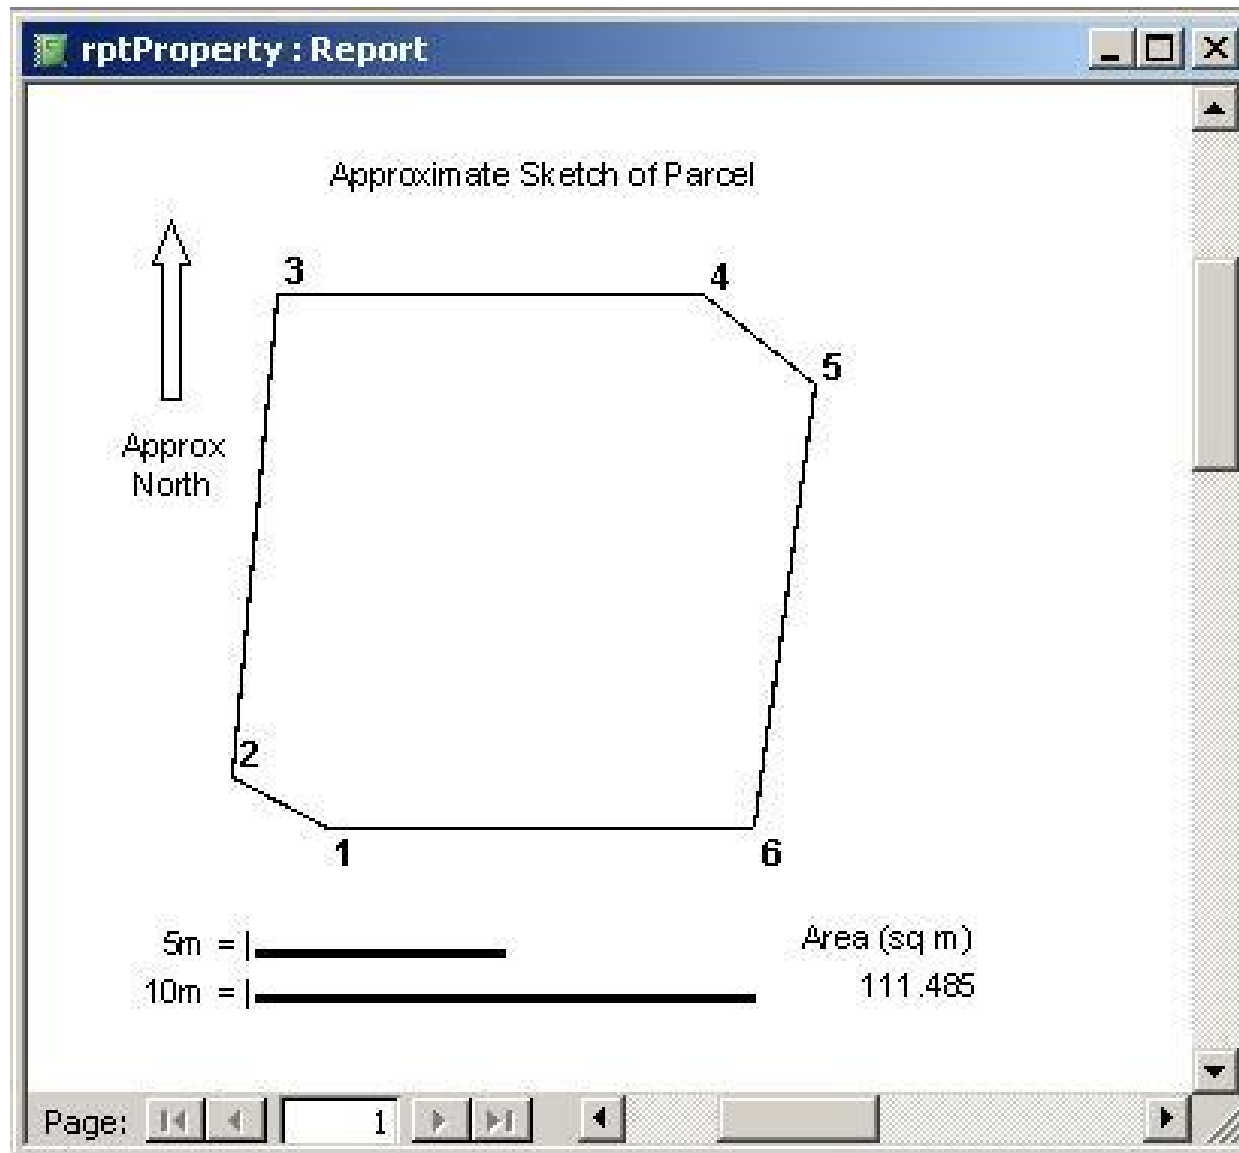 rptProperty : Report
Approximate Sketch of Parcel
3
4
5
Approx
North
2
1
6
5m =
Area (sq m)
10m =
111.485
Page:
1